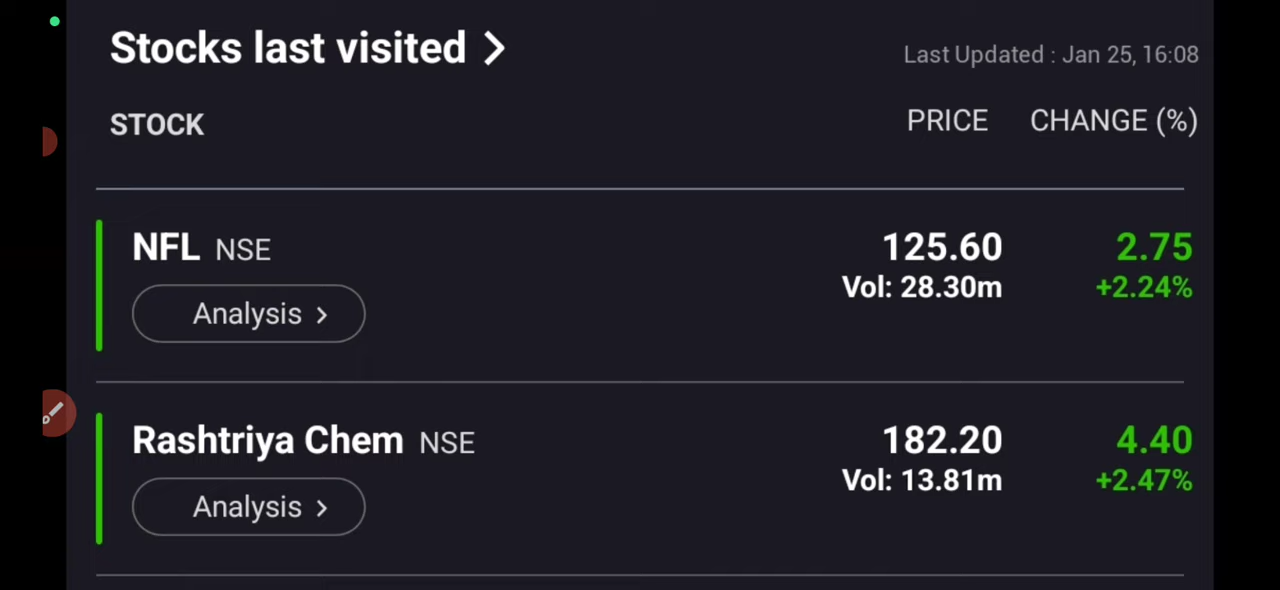 Stocks last visited >
Last Updated : Jan 25, 16:08
STOCK PRICE CHANGE (%)
NFL NSE 125.60 2.75
Vol: 28.30m +2.24%
Analysis >
Rashtriya Chem NSE 182.20 4.40
Vol: 13.81m +2.47%
Analysis >